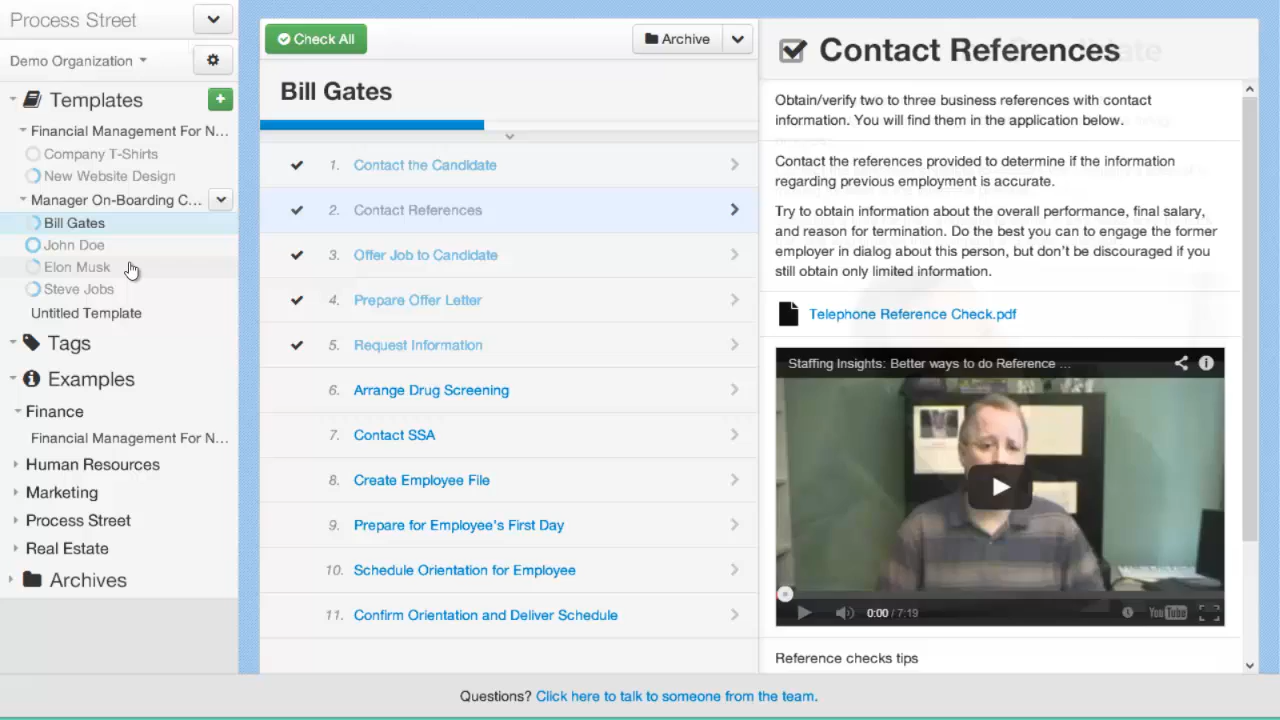 Process Street
Demo Organization
Templates
Financial Management For N...
Company T-Shirts
New Website Design
Manager On-Boarding C...
Bill Gates
John Doe
Elon Musk
Steve Jobs
Untitled Template
Tags
Examples
Finance
Financial Management For N...
Human Resources
Marketing
Process Street
Real Estate
Archives
Check All
Archive
Bill Gates
1. Contact the Candidate
2. Contact References
3. Offer Job to Candidate
4. Prepare Offer Letter
5. Request Information
6. Arrange Drug Screening
7. Contact SSA
8. Create Employee File
9. Prepare for Employee's First Day
10. Schedule Orientation for Employee
11. Confirm Orientation and Deliver Schedule
Contact References
Obtain/verify two to three business references with contact
information. You will find them in the application below.
Contact the references provided to determine if the information
regarding previous employment is accurate.
Try to obtain information about the overall performance, final salary,
and reason for termination. Do the best you can to engage the former
employer in dialog about this person, but don't be discouraged if you
still obtain only limited information.
Telephone Reference Check.pdf
Staffing Insights: Better ways to do Reference ...
0:00 / 7:19
YouTube
Reference checks tips
Questions? Click here to talk to someone from the team.